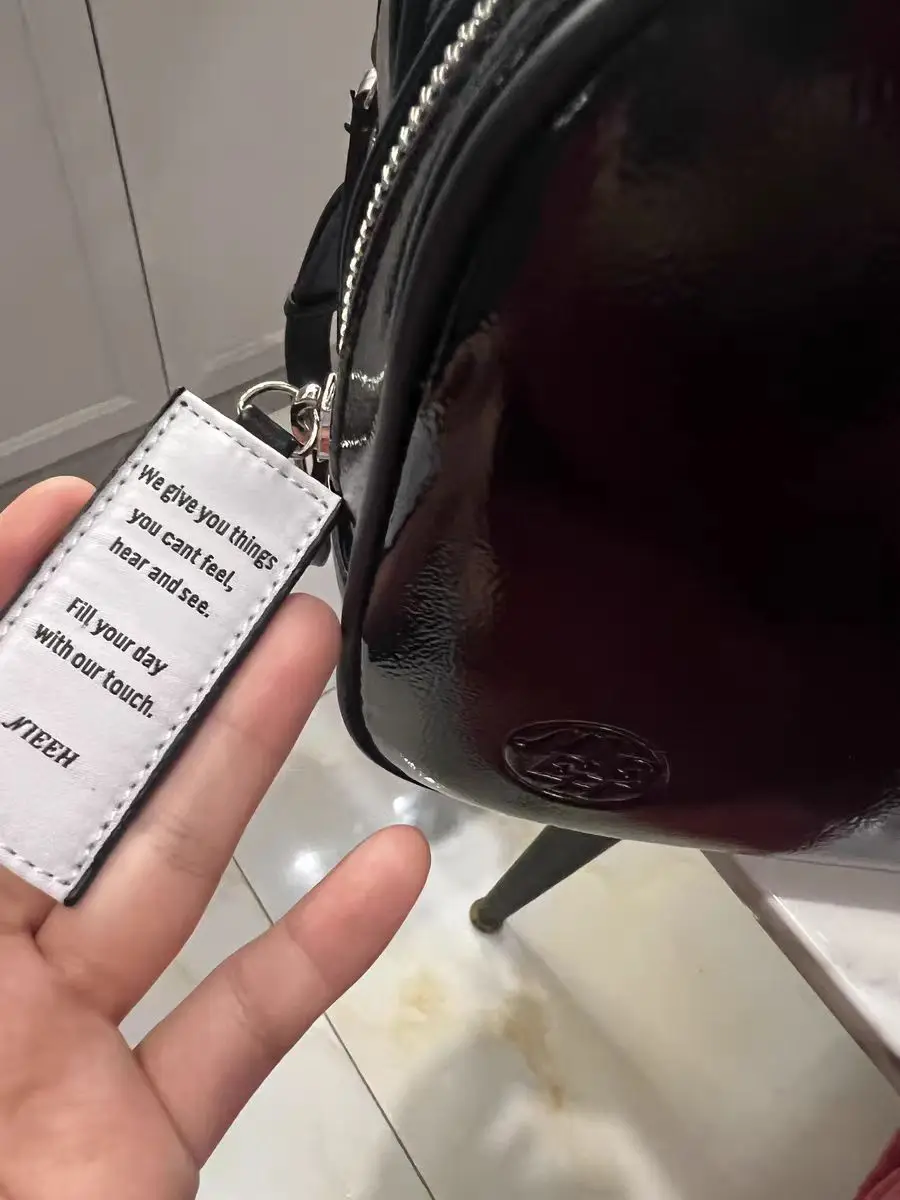 We give you things
you cant feel,
hear and see.
Fill your day
with our touch.
NIEEH